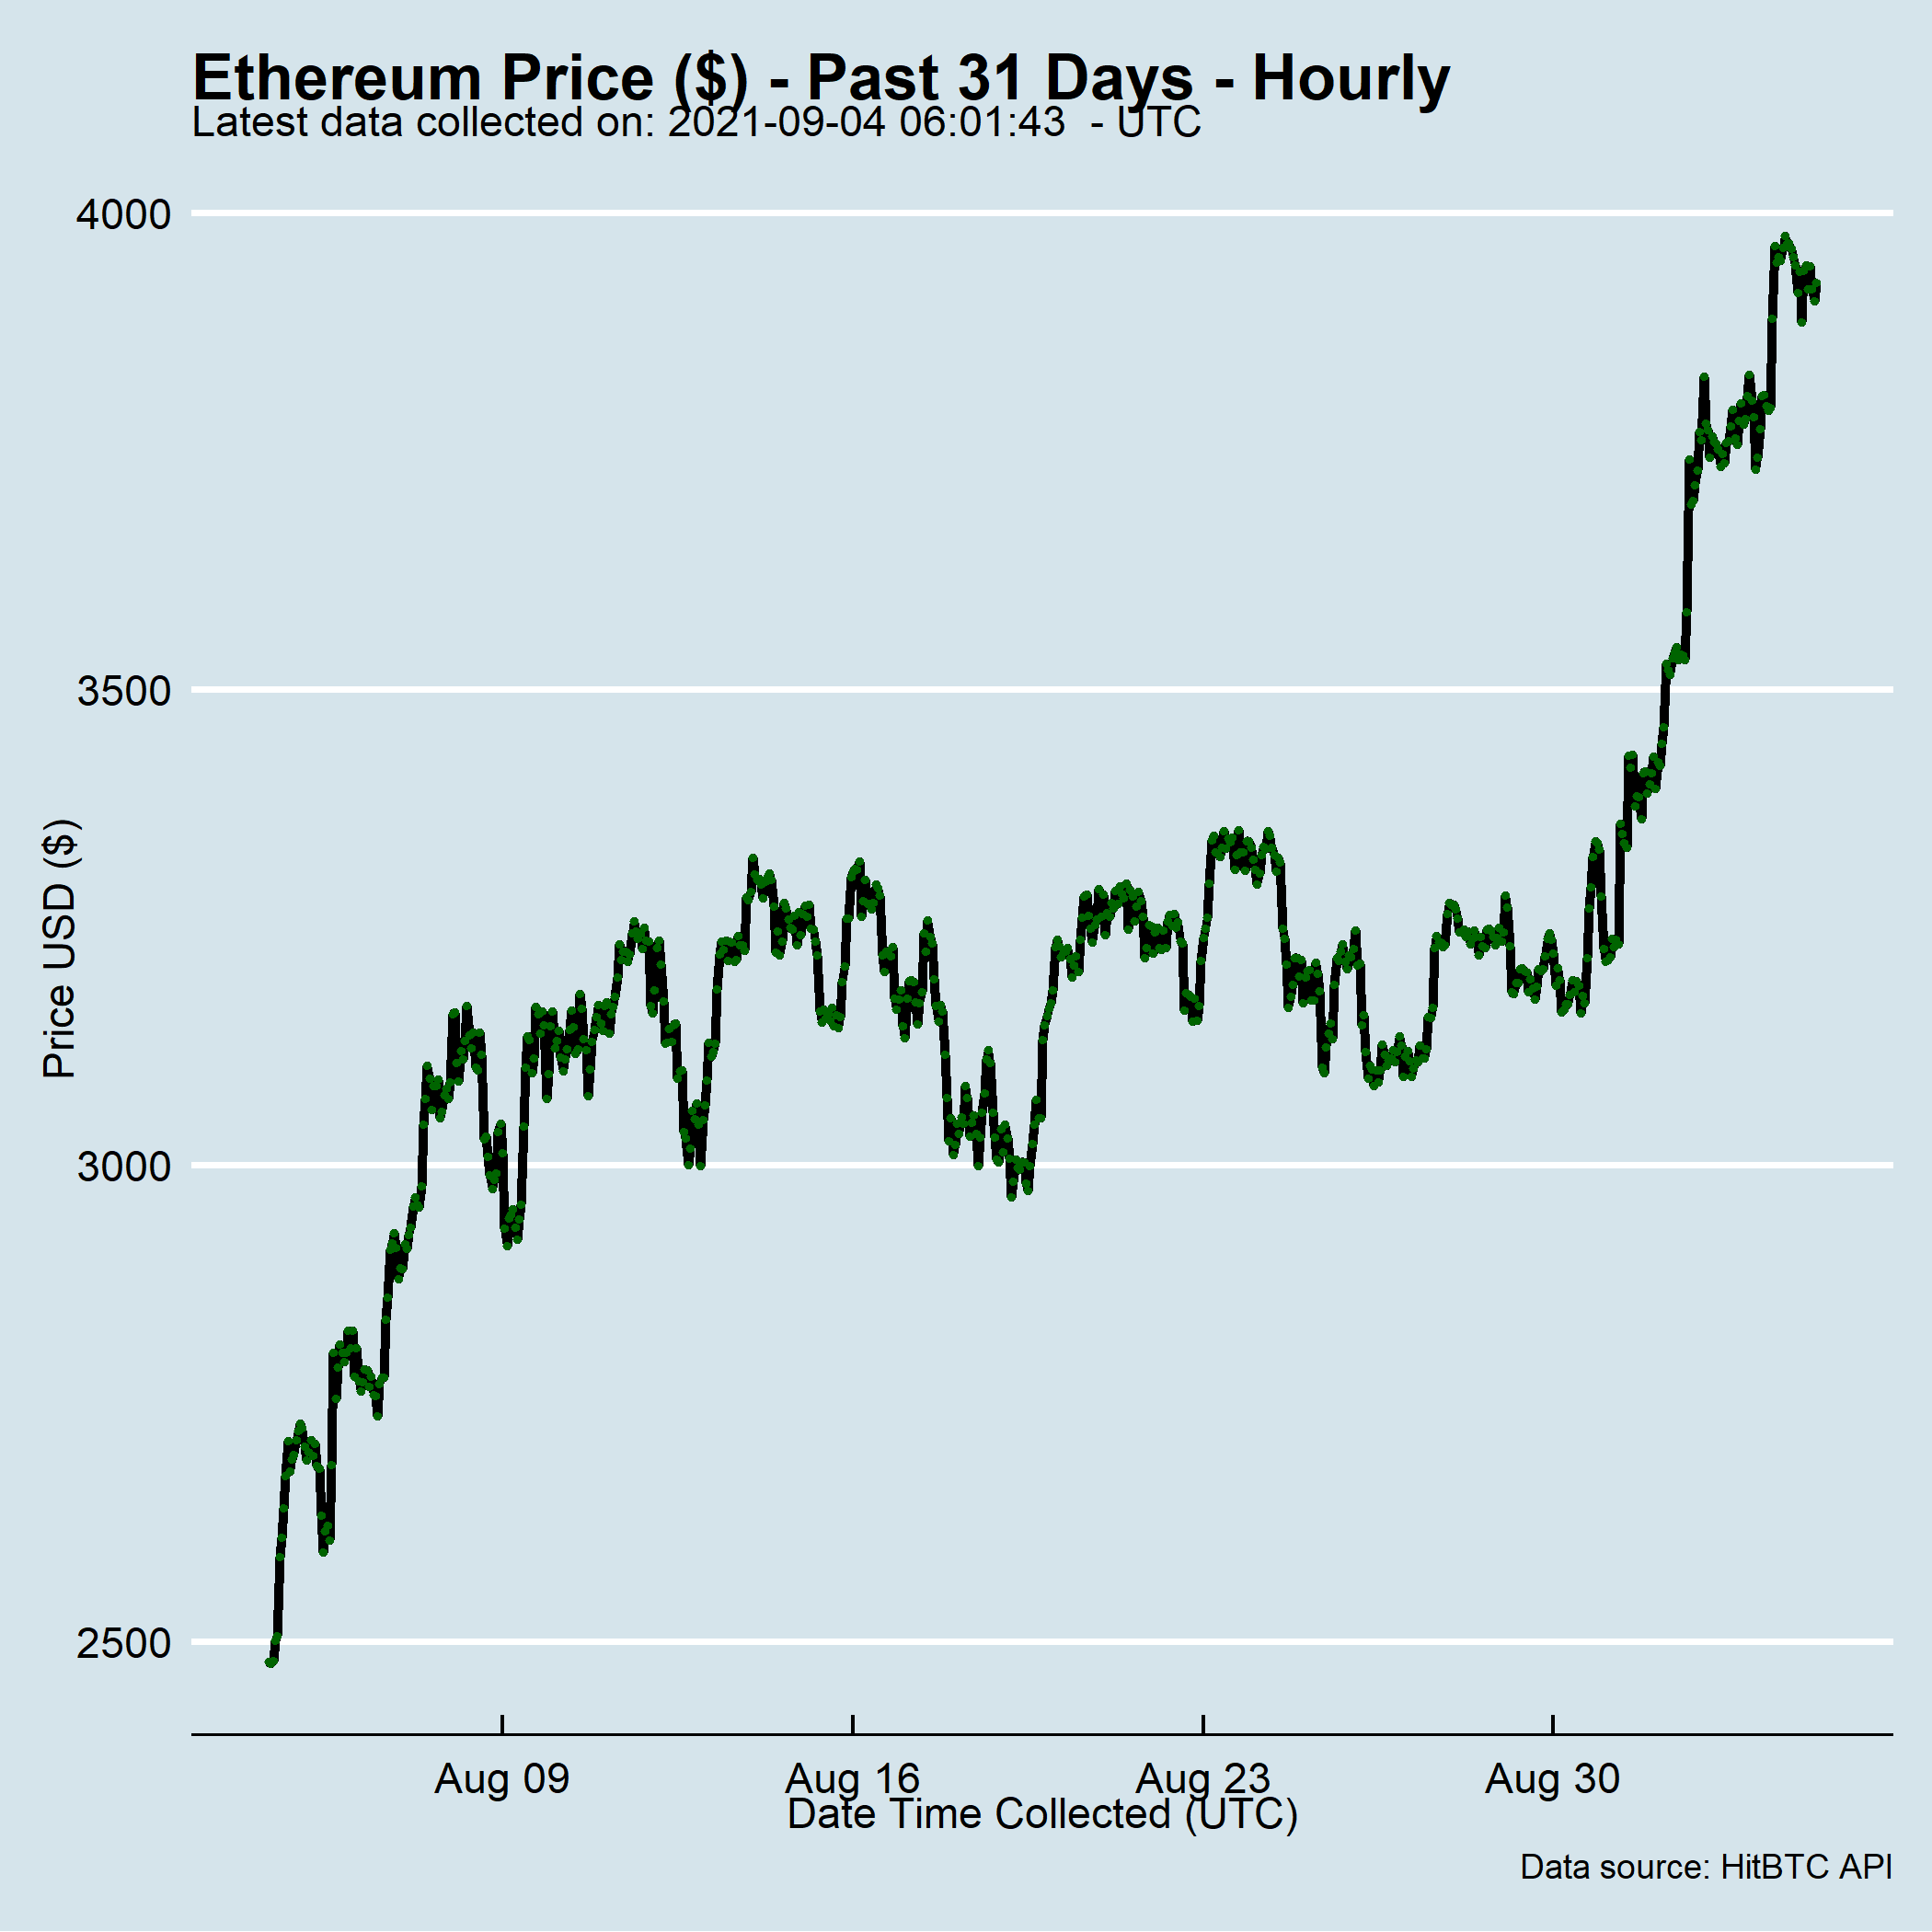 Ethereum Price ($) - Past 31 Days - Hourly
Latest data collected on: 2021-09-04 06:01:43  - UTC
4000
3500
3000
2500
Price USD ($)
Aug 09
Aug 16
Aug 23
Aug 30
Date Time Collected (UTC)
Data source: HitBTC API